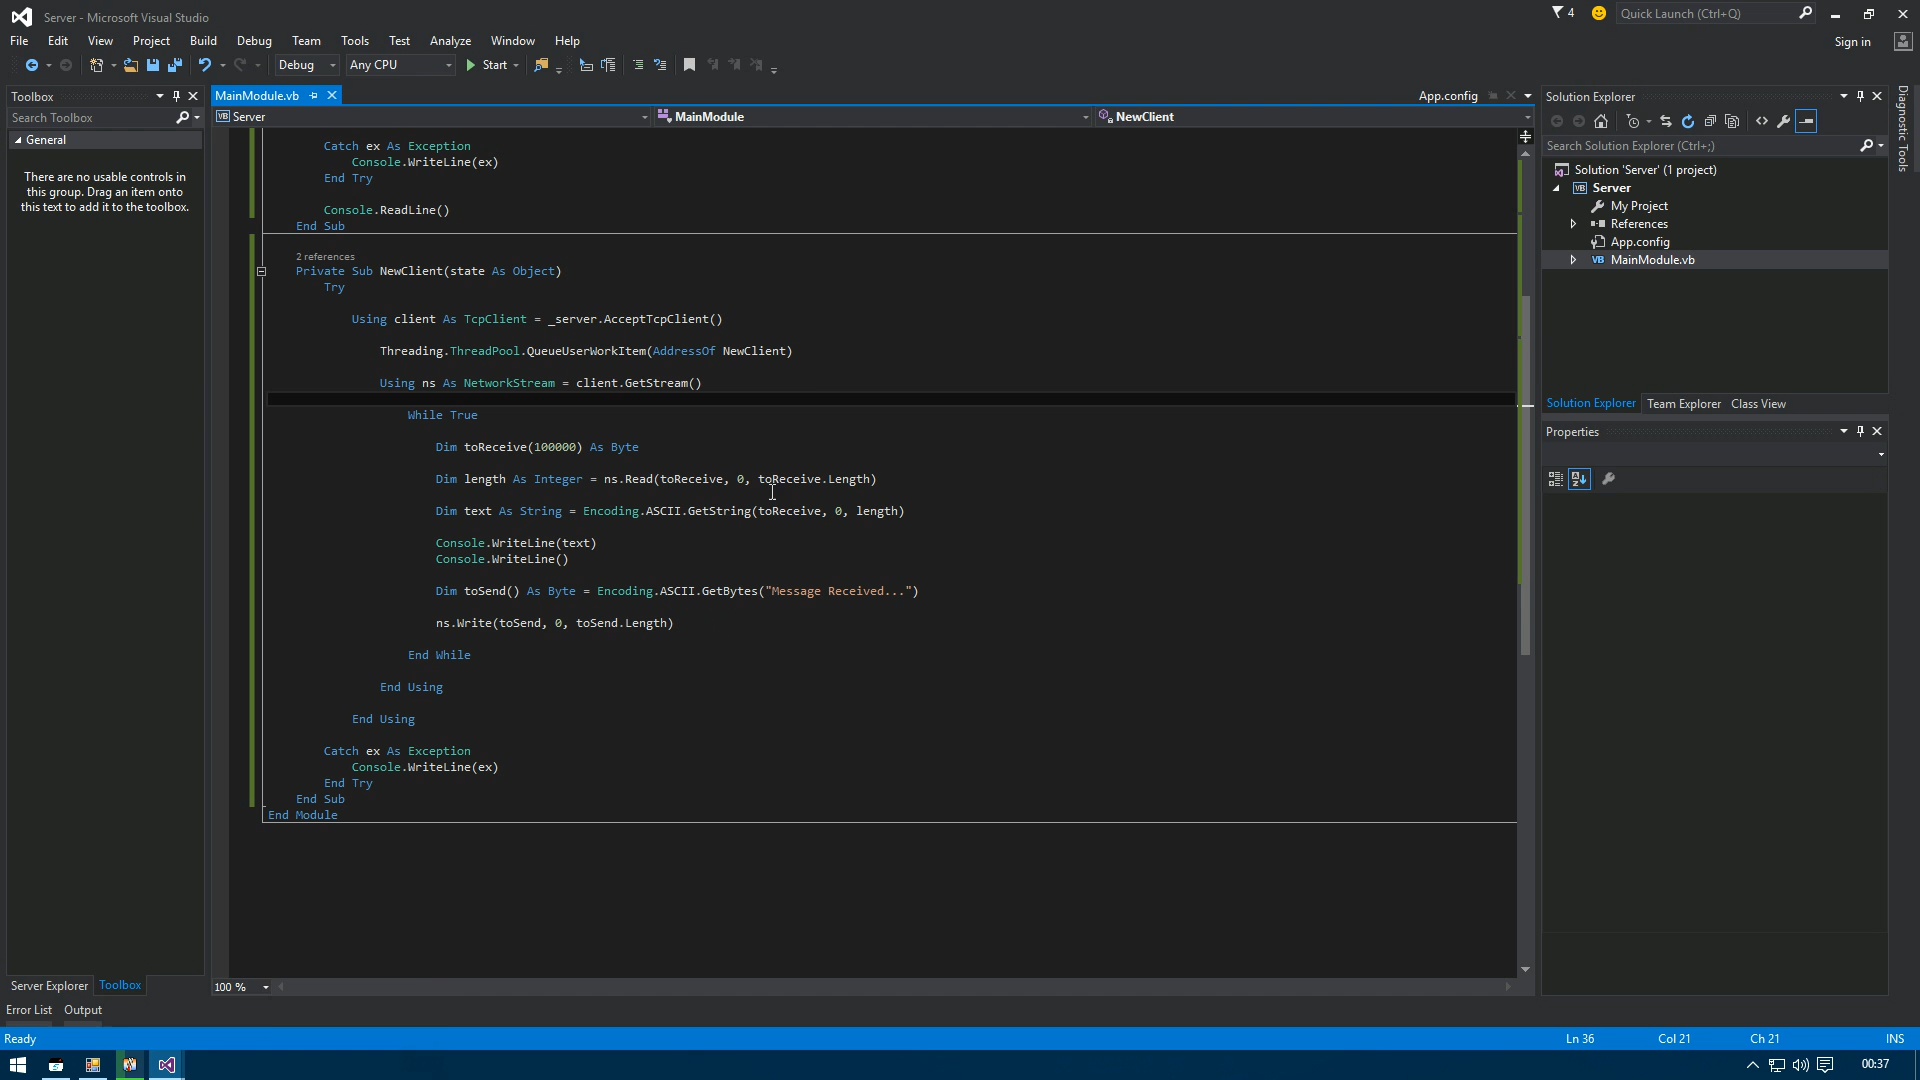 Server - Microsoft Visual Studio
4
Quick Launch (Ctrl+Q)
File Edit View Project Build Debug Team Tools Test Analyze Window Help
Sign in
Debug Any CPU Start
Toolbox
Search Toolbox
General
There are no usable controls in
this group. Drag an item onto
this text to add it to the toolbox.
Server Explorer Toolbox
MainModule.vb
App.config
VB Server
MainModule
NewClient
Catch ex As Exception
Console.WriteLine(ex)
End Try
Console.ReadLine()
End Sub
2 references
Private Sub NewClient(state As Object)
Try
Using client As TcpClient = _server.AcceptTcpClient()
Threading.ThreadPool.QueueUserWorkItem(AddressOf NewClient)
Using ns As NetworkStream = client.GetStream()
While True
Dim toReceive(100000) As Byte
Dim length As Integer = ns.Read(toReceive, 0, toReceive.Length)
Dim text As String = Encoding.ASCII.GetString(toReceive, 0, length)
Console.WriteLine(text)
Console.WriteLine()
Dim toSend() As Byte = Encoding.ASCII.GetBytes("Message Received...")
ns.Write(toSend, 0, toSend.Length)
End While
End Using
End Using
Catch ex As Exception
Console.WriteLine(ex)
End Try
End Sub
End Module
100 %
Solution Explorer
Search Solution Explorer (Ctrl+;)
Solution 'Server' (1 project)
VB Server
My Project
References
App.config
VB MainModule.vb
Solution Explorer Team Explorer Class View
Properties
Diagnostic Tools
Error List Output
Ready
Ln 36 Col 21 Ch 21 INS
00:37